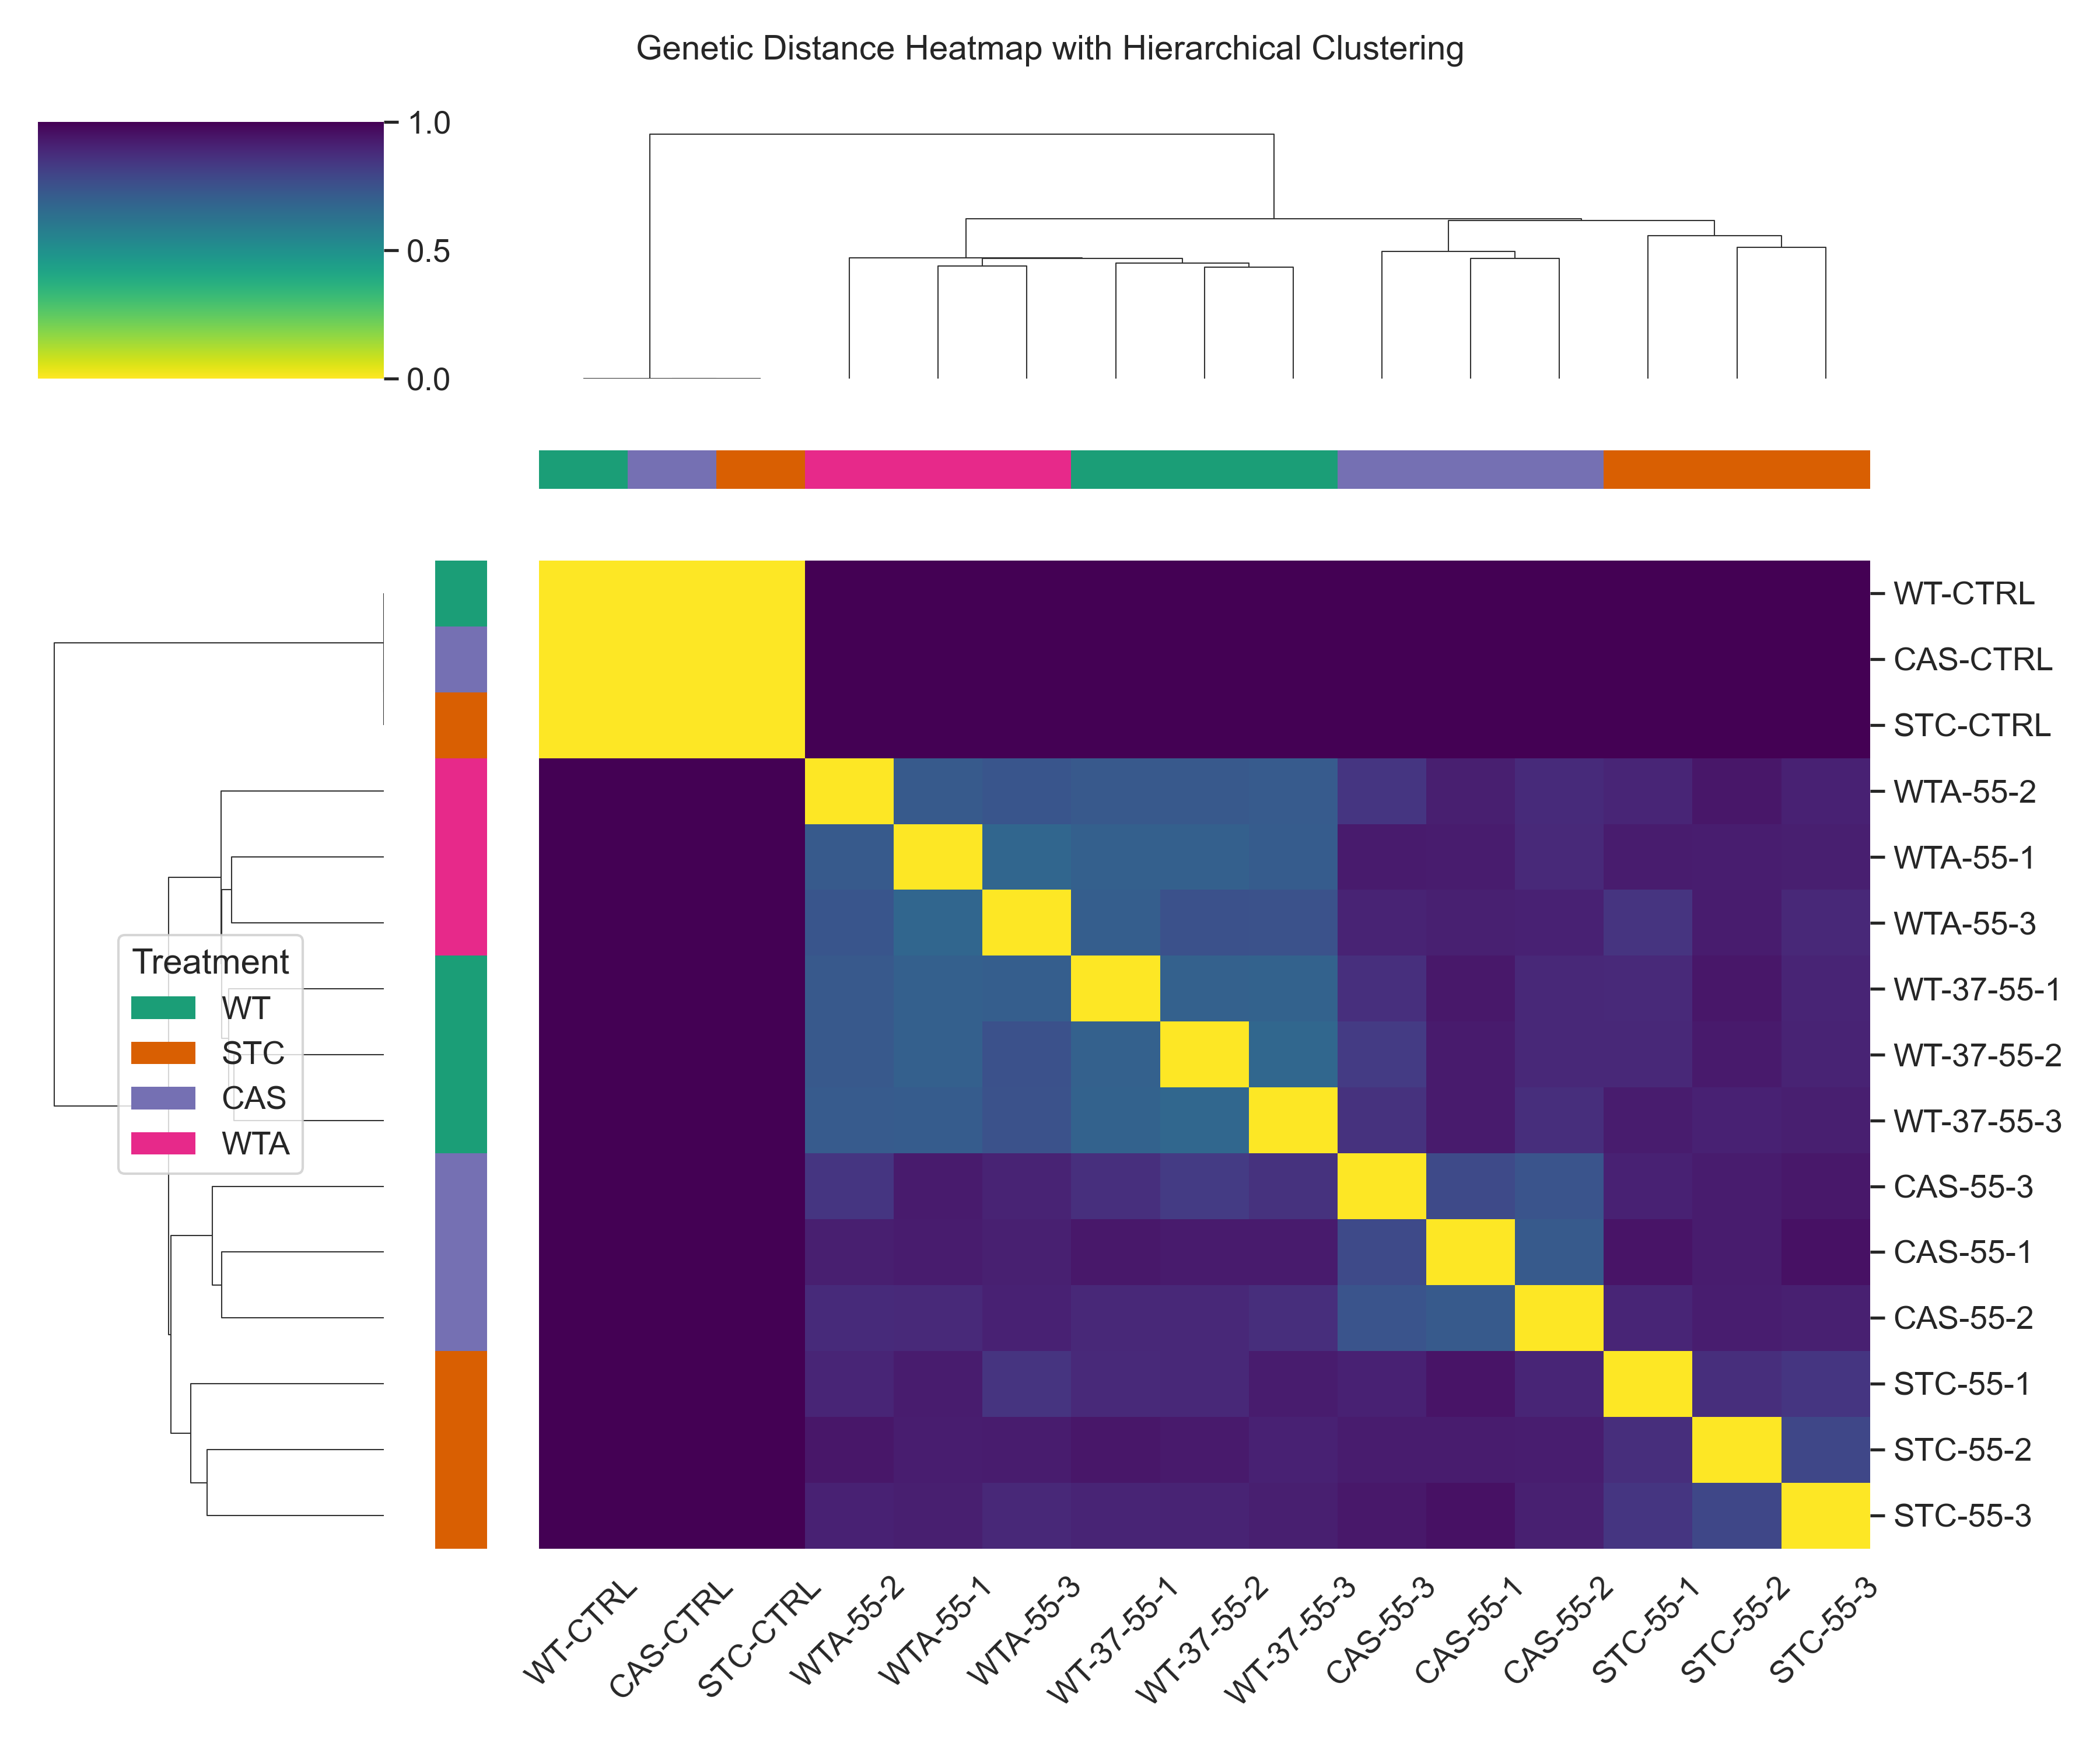 Genetic Distance Heatmap with Hierarchical Clustering
1.0
0.5
0.0
WT-CTRL
CAS-CTRL
STC-CTRL
WTA-55-2
WTA-55-1
WTA-55-3
WT-37-55-1
WT-37-55-2
WT-37-55-3
CAS-55-3
CAS-55-1
CAS-55-2
STC-55-1
STC-55-2
STC-55-3
Treatment
WT
STC
CAS
WTA
WT-CTRL
CAS-CTRL
STC-CTRL
WTA-55-2
WTA-55-1
WTA-55-3
WT-37-55-1
WT-37-55-2
WT-37-55-3
CAS-55-3
CAS-55-1
CAS-55-2
STC-55-1
STC-55-2
STC-55-3